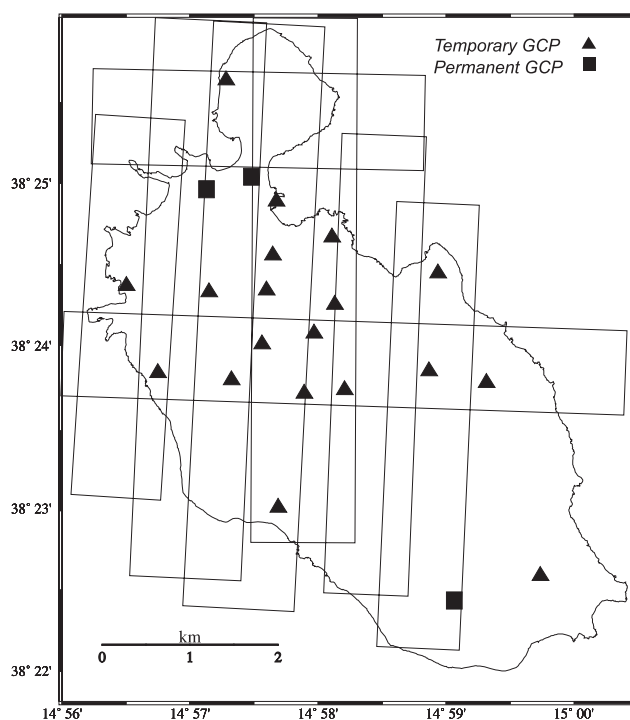 Temporary GCP
Permanent GCP
38° 25'
38° 24'
38° 23'
38° 22'
km
0 1 2
14° 56' 14° 57' 14° 58' 14° 59' 15° 00'